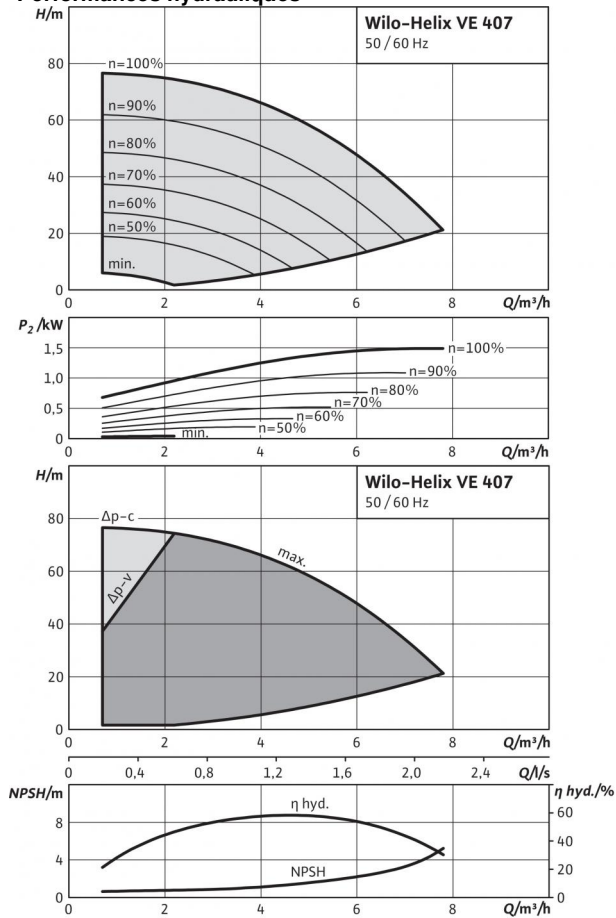 Performances hydrauliques
H/m
Wilo-Helix VE 407
50 / 60 Hz
80
n=100%
n=90%
60
n=80%
40
n=70%
n=60%
20
n=50%
min.
0
0 2 4 6 8 Q/m³/h
P₂ /kW
1,5
n=100%
1,0
n=90%
n=80%
0,5
n=70%
n=60%
n=50%
min.
0
0 2 4 6 8 Q/m³/h
H/m
Wilo-Helix VE 407
50 / 60 Hz
80
Δp-c
max.
60
Δp-v
40
20
0
0 2 4 6 8 Q/m³/h
0 0,4 0,8 1,2 1,6 2,0 2,4 Q/l/s
NPSH/m
η hyd./%
η hyd.
60
8
40
4
NPSH
20
0
0
0 2 4 6 8 Q/m³/h